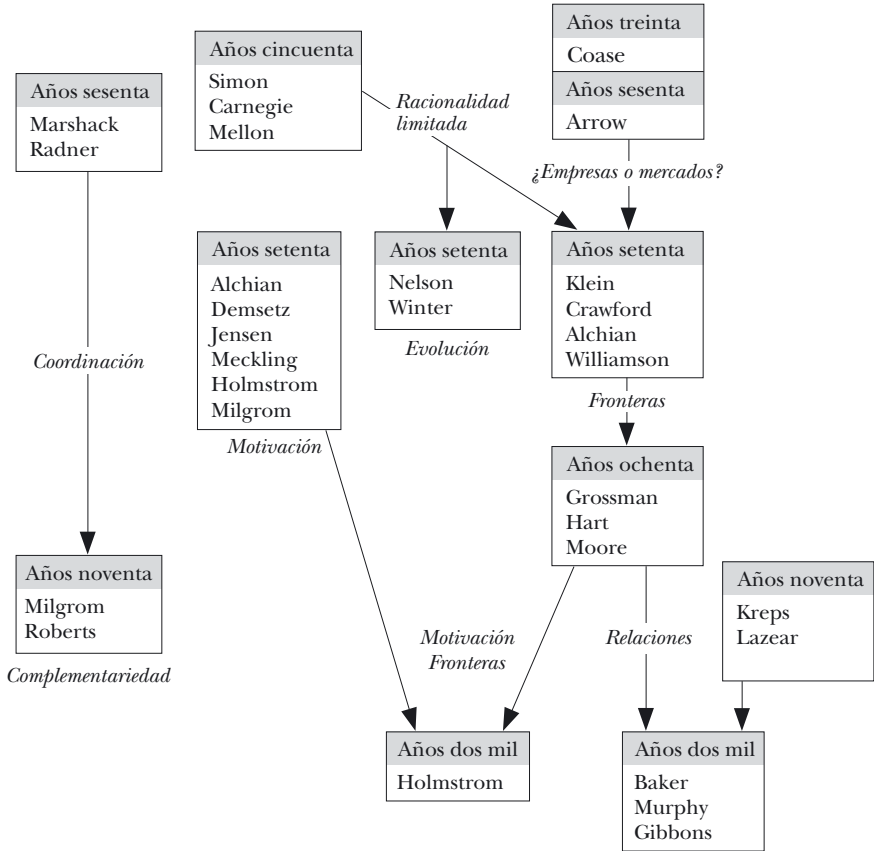 Años treinta
Coase
Años sesenta
Arrow
Años cincuenta
Simon
Carnegie
Mellon
Años sesenta
Marshack
Radner
Racionalidad
limitada
¿Empresas o mercados?
Años setenta
Alchian
Demsetz
Jensen
Meckling
Holmstrom
Milgrom
Motivación
Años setenta
Nelson
Winter
Evolución
Años setenta
Klein
Crawford
Alchian
Williamson
Coordinación
Fronteras
Años ochenta
Grossman
Hart
Moore
Años noventa
Milgrom
Roberts
Complementariedad
Motivación
Fronteras
Relaciones
Años noventa
Kreps
Lazear
Años dos mil
Holmstrom
Años dos mil
Baker
Murphy
Gibbons